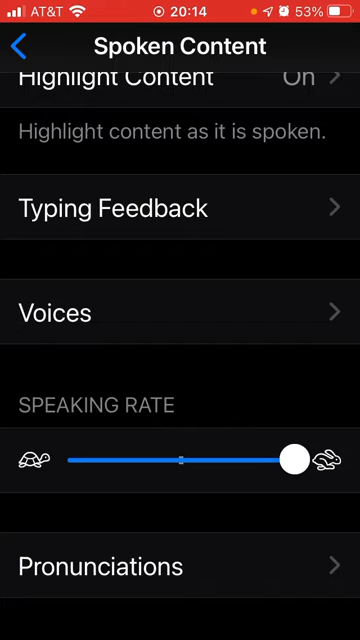 AT&T 20:14 53%
Spoken Content
Highlight Content On
Highlight content as it is spoken.
Typing Feedback
Voices
SPEAKING RATE
Pronunciations